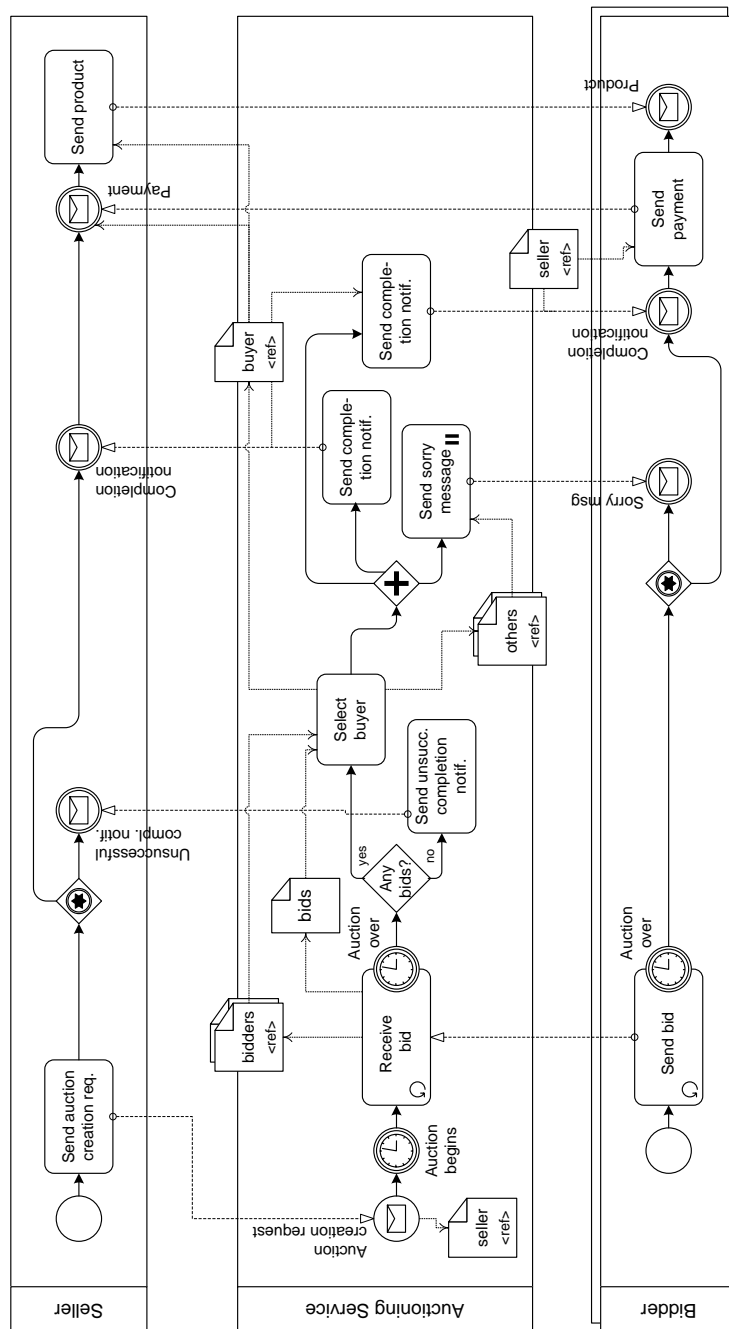 Seller
Send auction
creation req.
Unsuccessful
compl. notif.
Completion
notification
Payment
Send product
Auctioning Service
Auction
creation request
seller
<ref>
Auction
begins
Receive
bid
Auction
over
bidders
<ref>
bids
Any
bids?
yes
no
Send unsucc.
completion
notif.
Select
buyer
others
<ref>
buyer
<ref>
Send comple-
tion notif.
Send sorry
message
Send comple-
tion notif.
seller
<ref>
Bidder
Send bid
Auction
over
Sorry msg
Completion
notification
Send
payment
Product